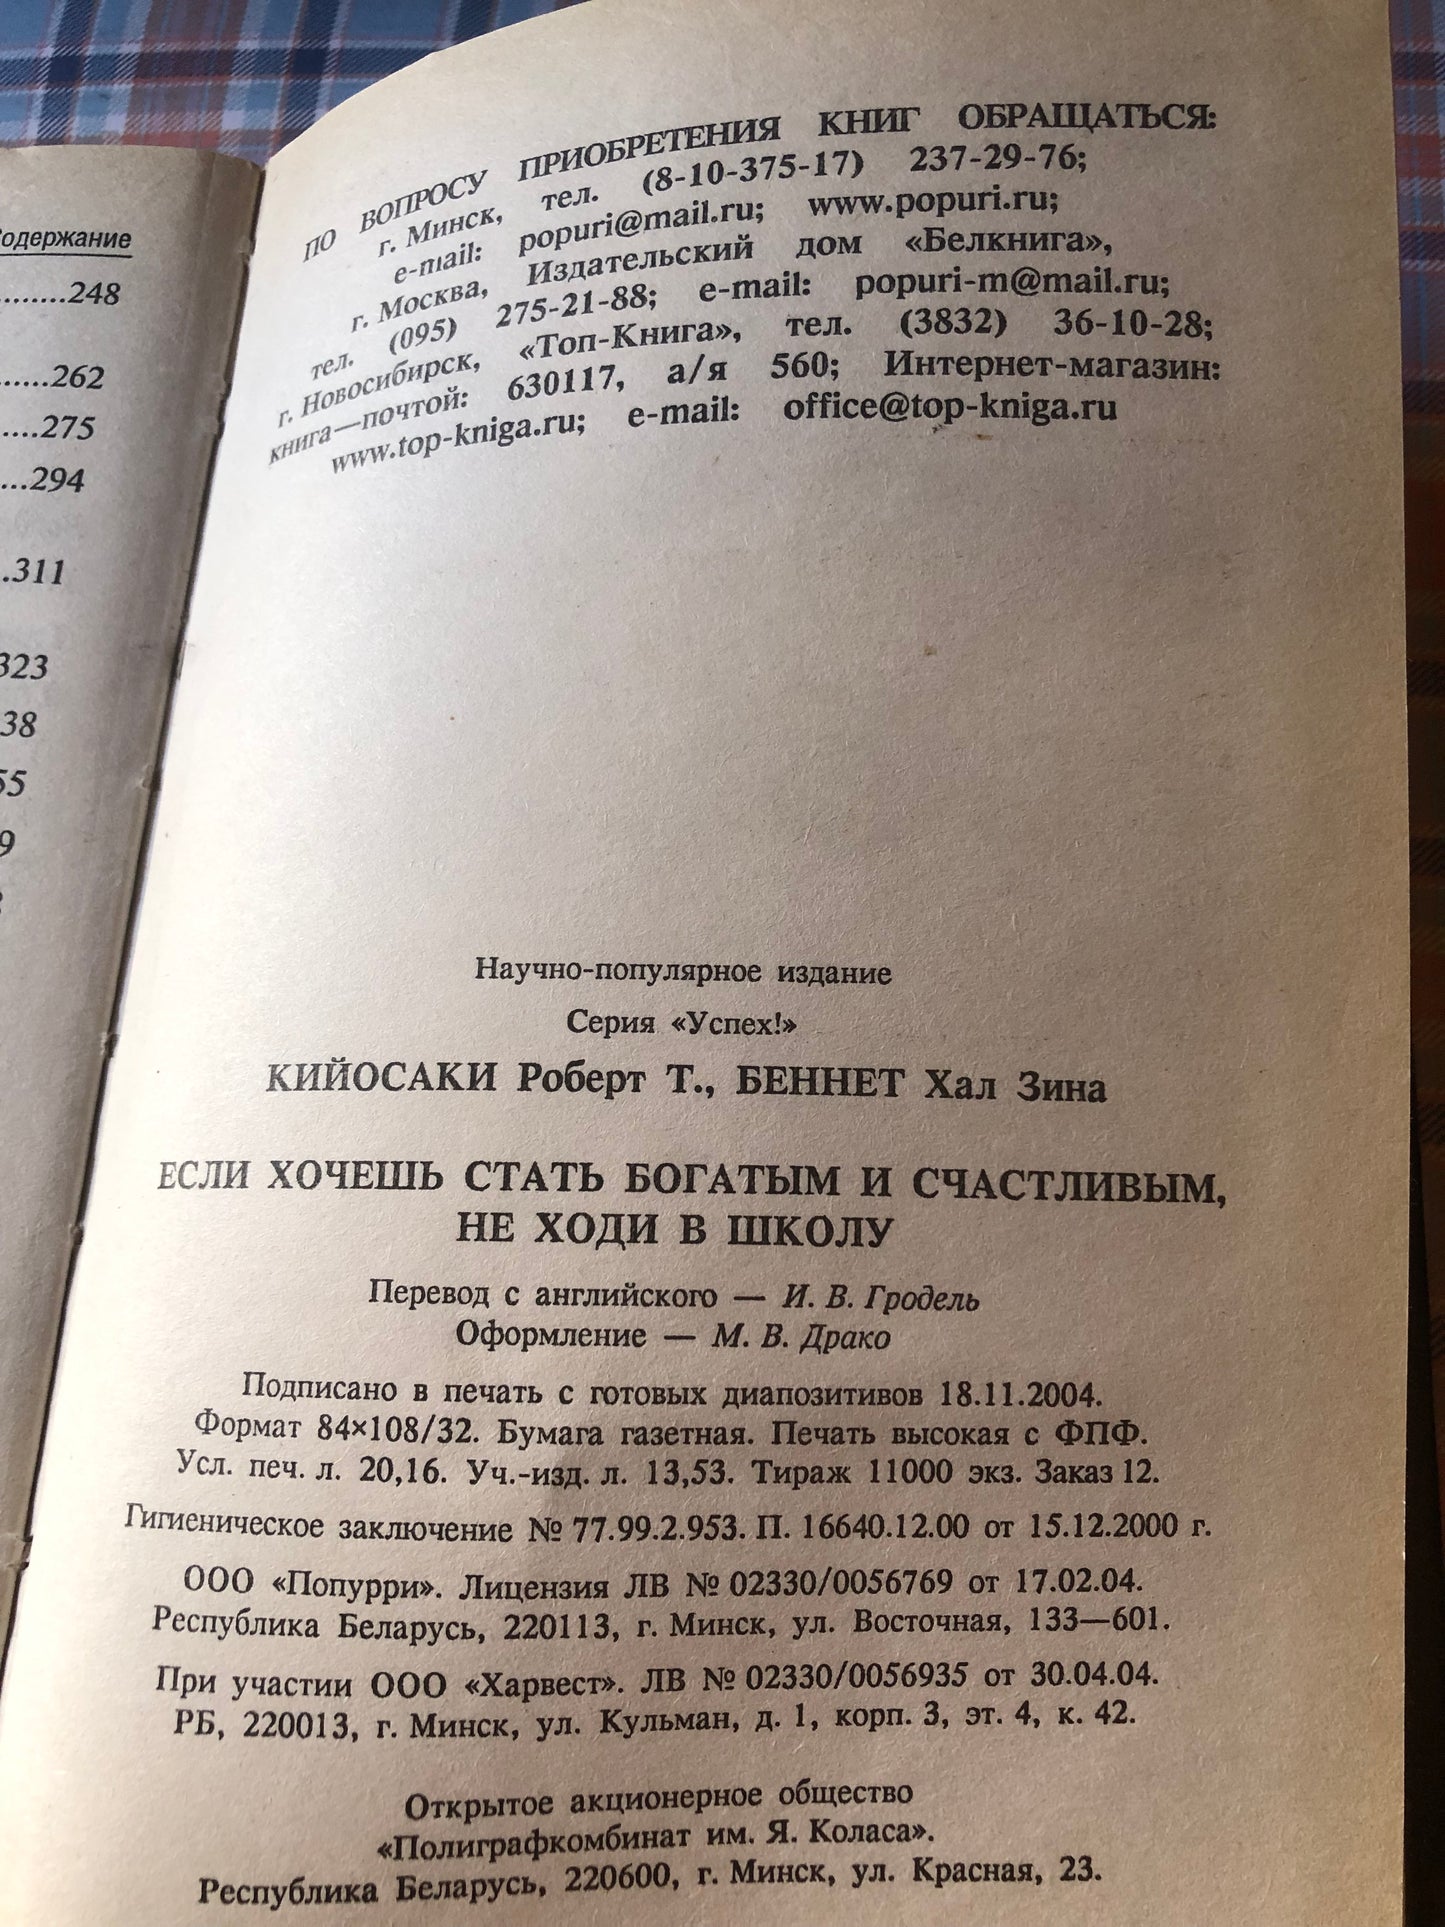 Содержание
........248
......262
.....275
...294
..311
323
38
55
9
ПО ВОПРОСУ ПРИОБРЕТЕНИЯ КНИГ ОБРАЩАТЬСЯ:
г. Минск, тел. (8-10-375-17) 237-29-76;
e-mail: popuri@mail.ru; www.popuri.ru;
г. Москва, Издательский дом «Белкнига»,
тел. (095) 275-21-88; e-mail: popuri-m@mail.ru;
г. Новосибирск, «Топ-Книга», тел. (3832) 36-10-28;
книга—почтой: 630117, а/я 560; Интернет-магазин:
www.top-kniga.ru; e-mail: office@top-kniga.ru
Научно-популярное издание
Серия «Успех!»
КИЙОСАКИ Роберт Т., БЕННЕТ Хал Зина
ЕСЛИ ХОЧЕШЬ СТАТЬ БОГАТЫМ И СЧАСТЛИВЫМ,
НЕ ХОДИ В ШКОЛУ
Перевод с английского — И. В. Гродель
Оформление — М. В. Драко
Подписано в печать с готовых диапозитивов 18.11.2004.
Формат 84×108/32. Бумага газетная. Печать высокая с ФПФ.
Усл. печ. л. 20,16. Уч.-изд. л. 13,53. Тираж 11000 экз. Заказ 12.
Гигиеническое заключение № 77.99.2.953. П. 16640.12.00 от 15.12.2000 г.
ООО «Попурри». Лицензия ЛВ № 02330/0056769 от 17.02.04.
Республика Беларусь, 220113, г. Минск, ул. Восточная, 133—601.
При участии ООО «Харвест». ЛВ № 02330/0056935 от 30.04.04.
РБ, 220013, г. Минск, ул. Кульман, д. 1, корп. 3, эт. 4, к. 42.
Открытое акционерное общество
«Полиграфкомбинат им. Я. Коласа».
Республика Беларусь, 220600, г. Минск, ул. Красная, 23.